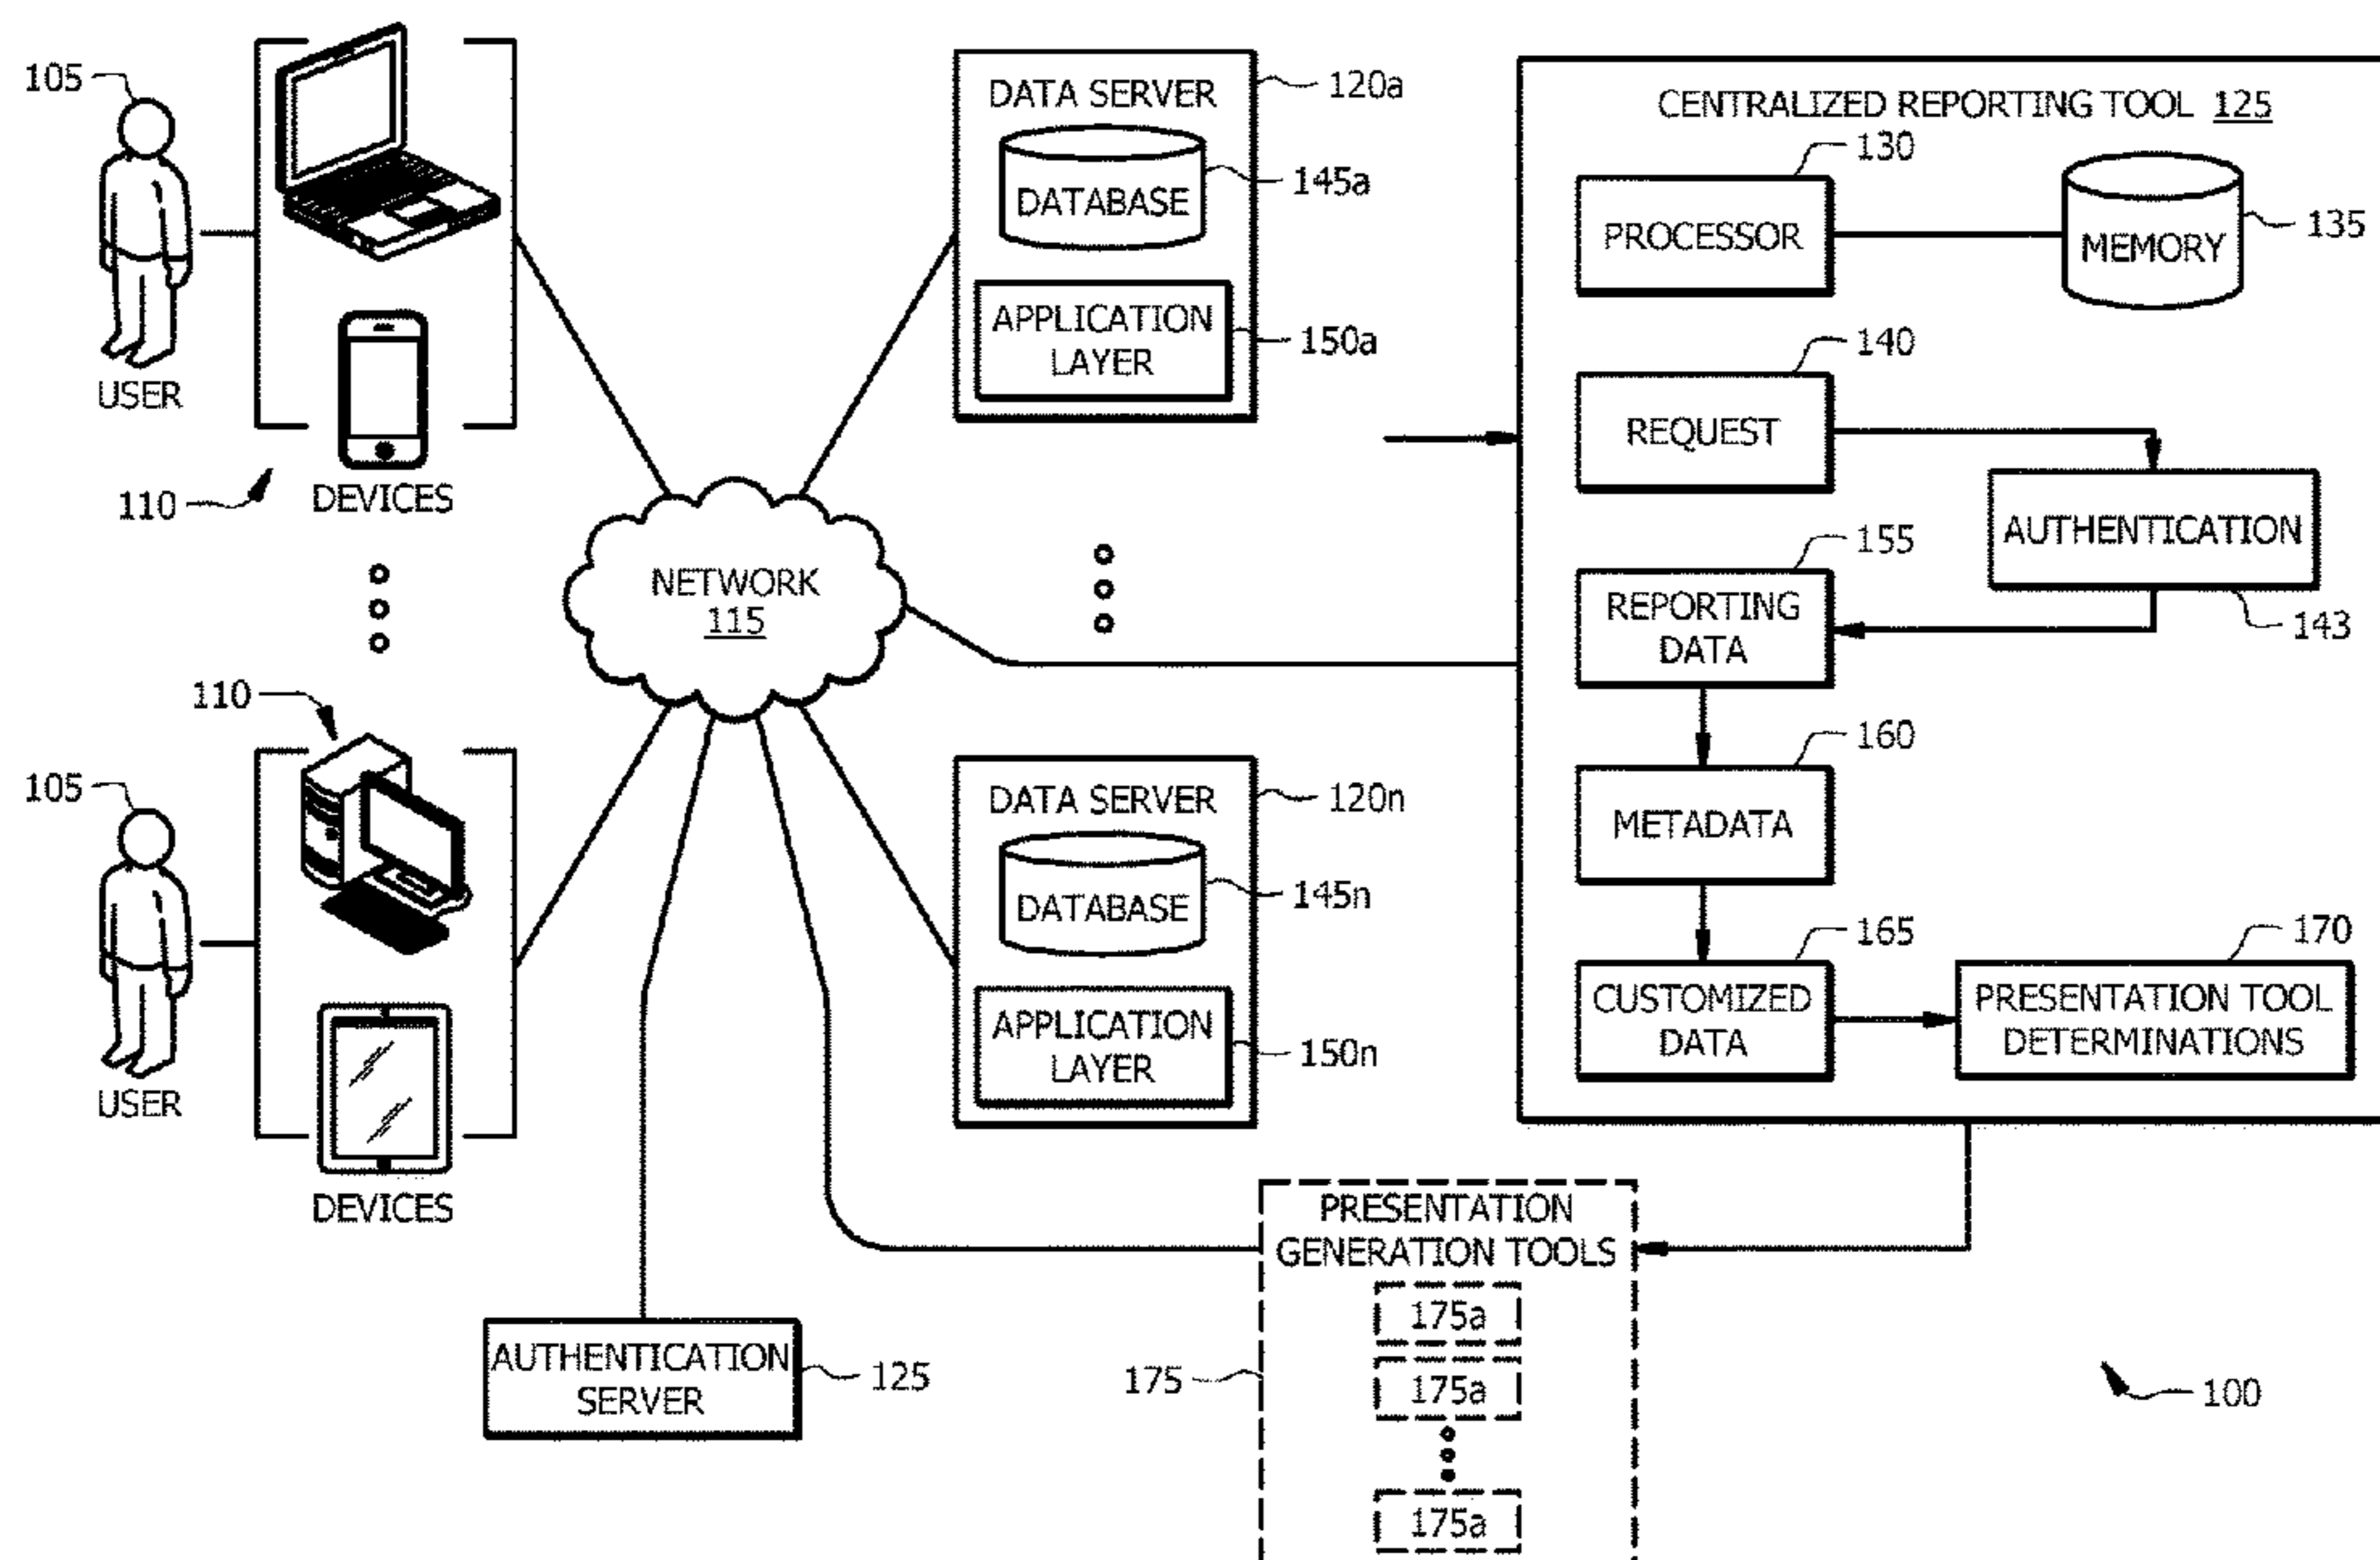 105
USER
110
DEVICES
110
105
USER
DEVICES
NETWORK
115
DATA SERVER
120a
DATABASE
145a
APPLICATION
LAYER
150a
DATA SERVER
120n
DATABASE
145n
APPLICATION
LAYER
150n
AUTHENTICATION
SERVER
125
CENTRALIZED REPORTING TOOL 125
130
PROCESSOR
MEMORY
135
140
REQUEST
AUTHENTICATION
143
155
REPORTING
DATA
160
METADATA
165
CUSTOMIZED
DATA
170
PRESENTATION TOOL
DETERMINATIONS
PRESENTATION
GENERATION TOOLS
175a
175
175a
175a
100